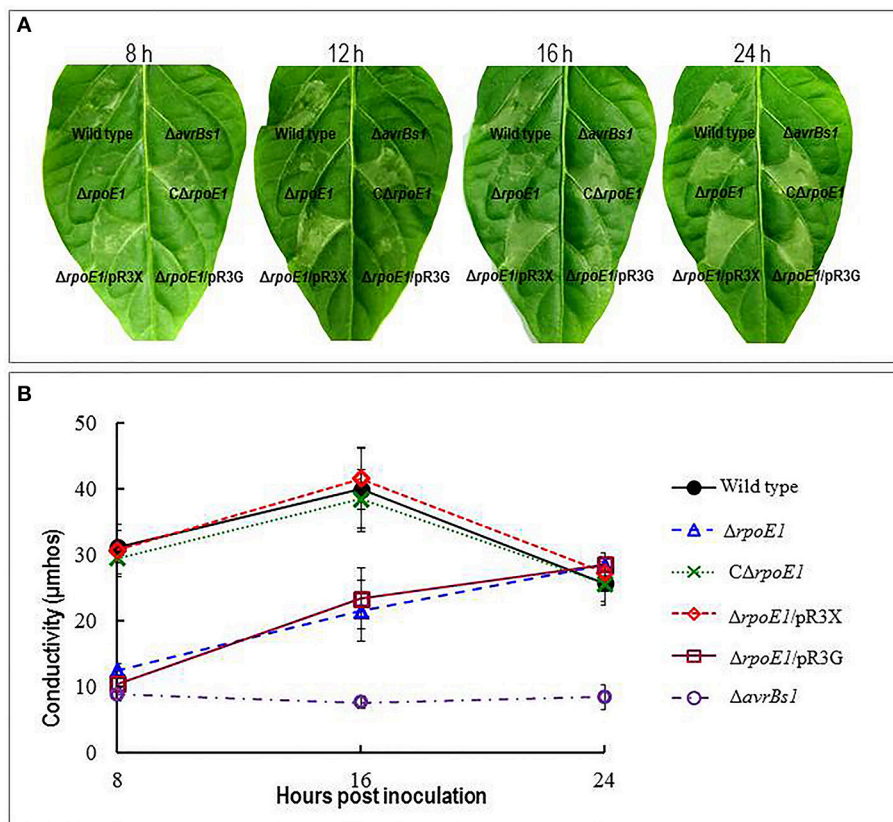 A
8 h 12 h 16 h 24 h
Wild type ΔavrBs1 Wild type ΔavrBs1 Wild type ΔavrBs1 Wild type ΔavrBs1
ΔrpoE1 CΔrpoE1 ΔrpoE1 CΔrpoE1 ΔrpoE1 CΔrpoE1 ΔrpoE1 CΔrpoE1
ΔrpoE1/pR3X ΔrpoE1/pR3G ΔrpoE1/pR3X ΔrpoE1/pR3G ΔrpoE1/pR3X ΔrpoE1/pR3G ΔrpoE1/pR3X ΔrpoE1/pR3G
B
Conductivity (μmhos)
50
40
30
20
10
0
8 16 24
Hours post inoculation
Wild type
ΔrpoE1
CΔrpoE1
ΔrpoE1/pR3X
ΔrpoE1/pR3G
ΔavrBs1